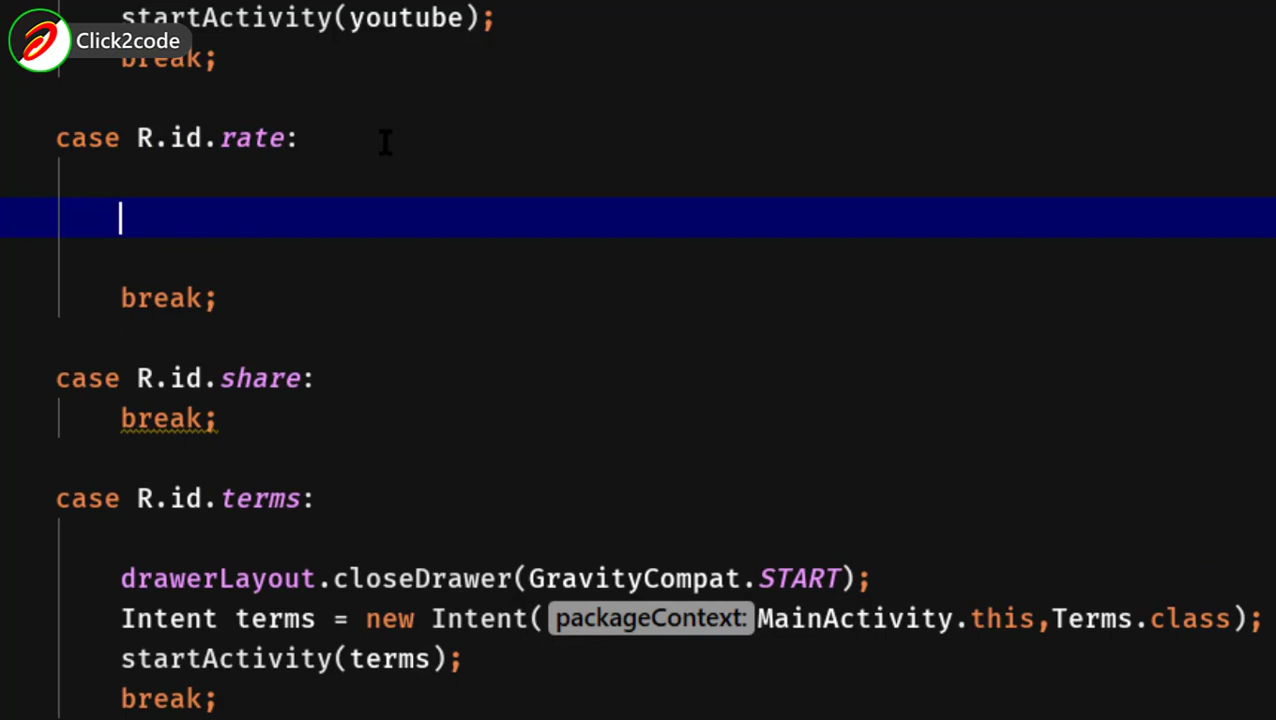 startActivity(youtube);
Click2code
break;
case R.id.rate:
break;
case R.id.share:
break;
case R.id.terms:
drawerLayout.closeDrawer(GravityCompat.START);
Intent terms = new Intent( packageContext: MainActivity.this,Terms.class);
startActivity(terms);
break;